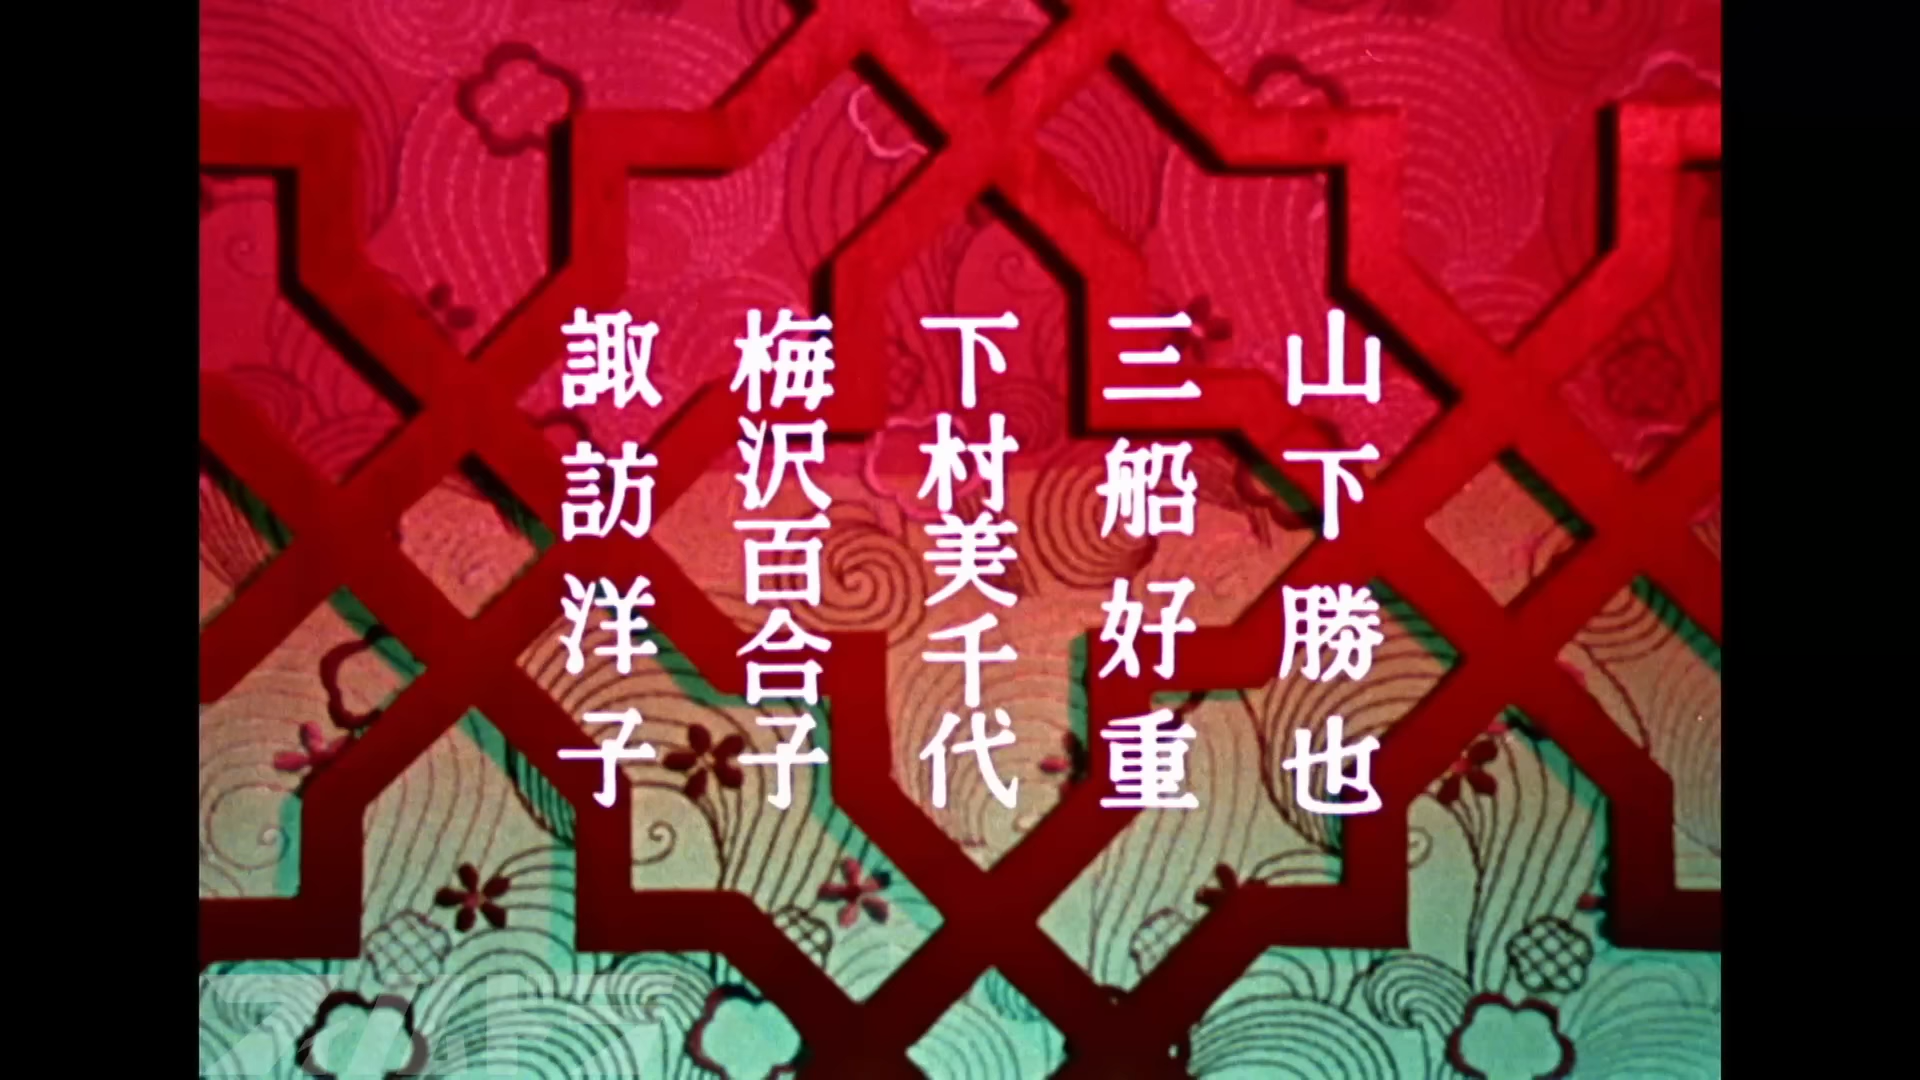 山下勝也
三船好重
下村美千代
梅沢百合子
諏訪洋子